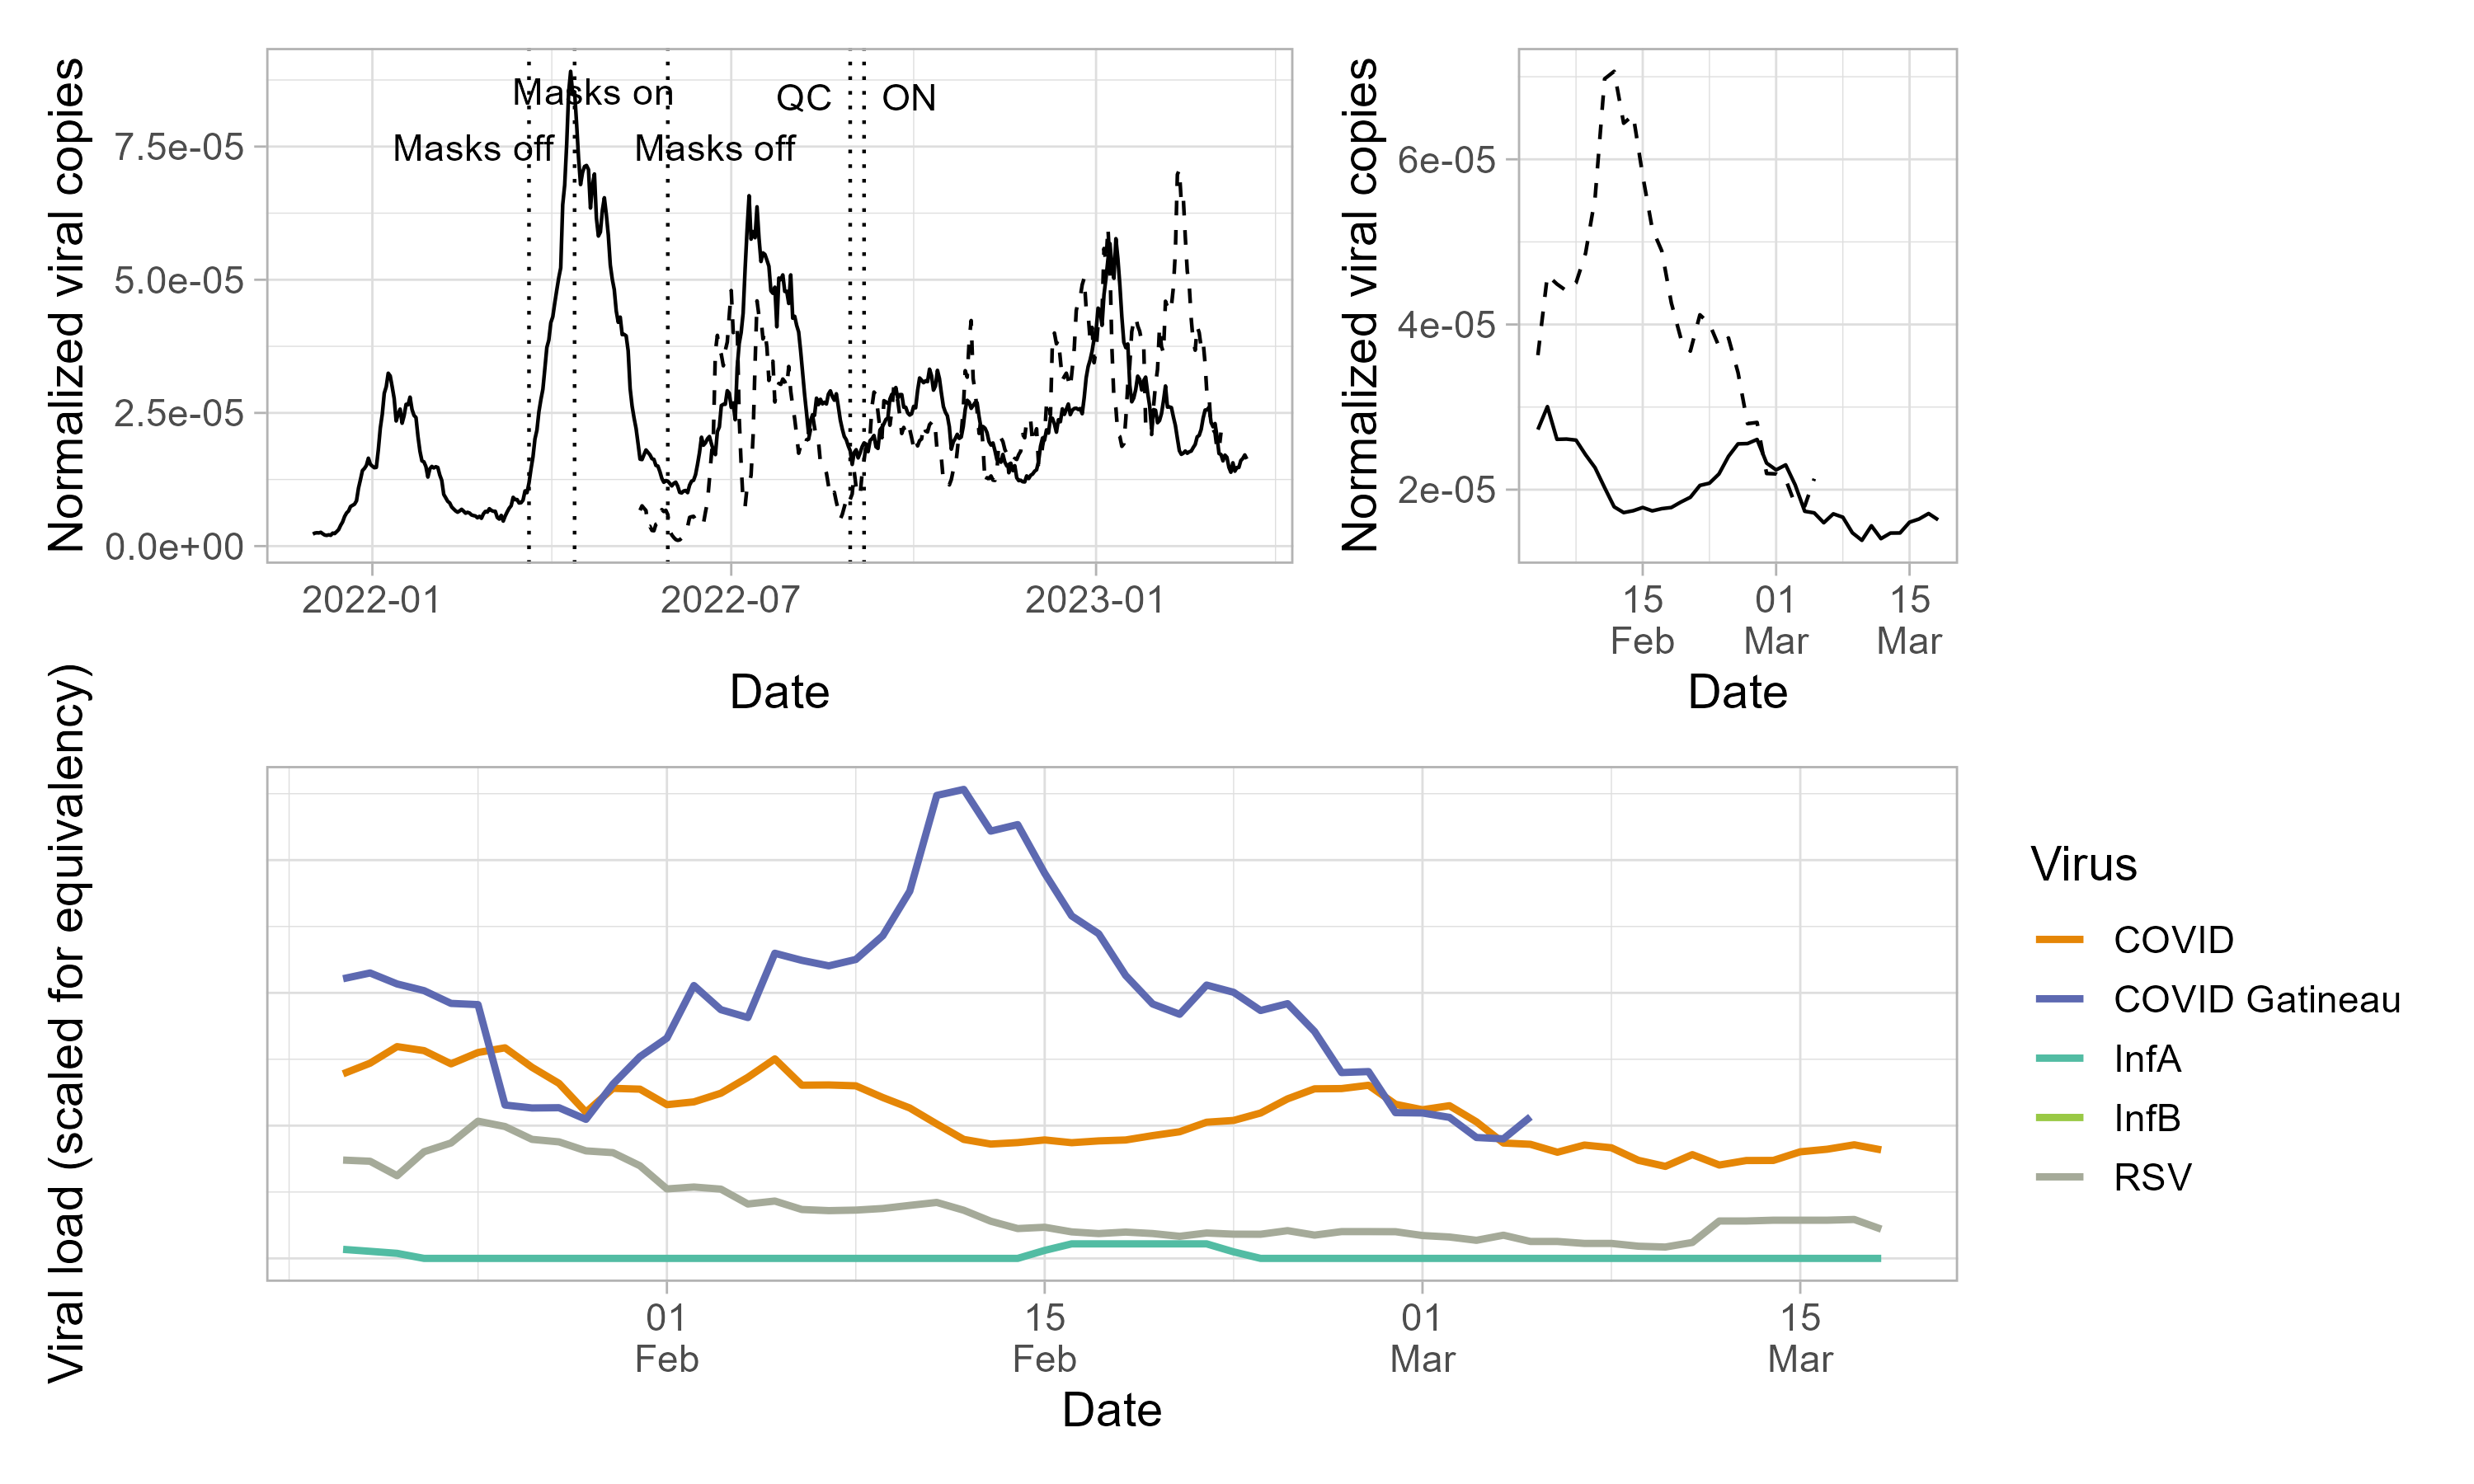 Normalized viral copies
7.5e-05
5.0e-05
2.5e-05
0.0e+00
Masks on
Masks off
Masks off
QC
ON
2022-01
2022-07
2023-01
Date
Normalized viral copies
6e-05
4e-05
2e-05
15
Feb
01
Mar
15
Mar
Date
Viral load (scaled for equivalency)
01
Feb
15
Feb
01
Mar
15
Mar
Date
Virus
COVID
COVID Gatineau
InfA
InfB
RSV